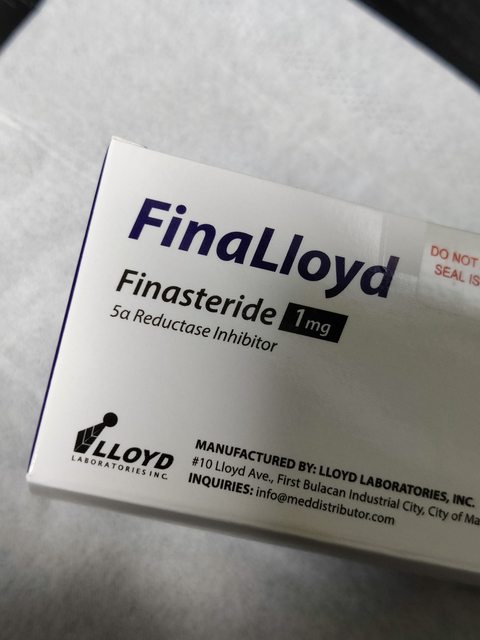 FinaLloyd
Finasteride 1mg
5α Reductase Inhibitor
DO NOT
SEAL IS
LLOYD
LABORATORIES INC.
MANUFACTURED BY: LLOYD LABORATORIES, INC.
#10 Lloyd Ave., First Bulacan Industrial City, City of Ma
INQUIRIES: info@meddistributor.com